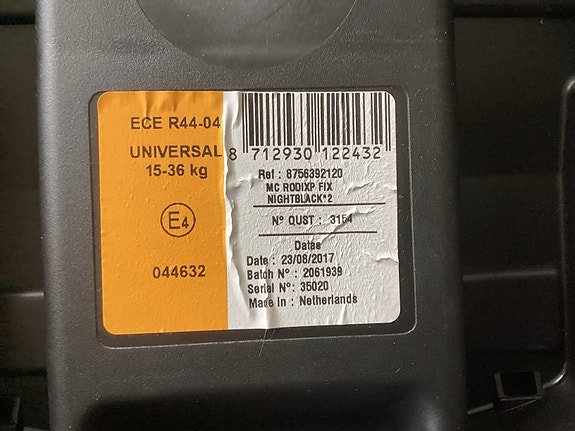 ECE R44-04
UNIVERSAL
15-36 kg
E4
044632
8 712930 122432
Ref : 8756392120
MC RODIXP FIX
NIGHTBLACK*2
N° QUST : 3154
Datas
Date : 23/08/2017
Batch N° : 2061939
Serial N°: 35020
Made in : Netherlands